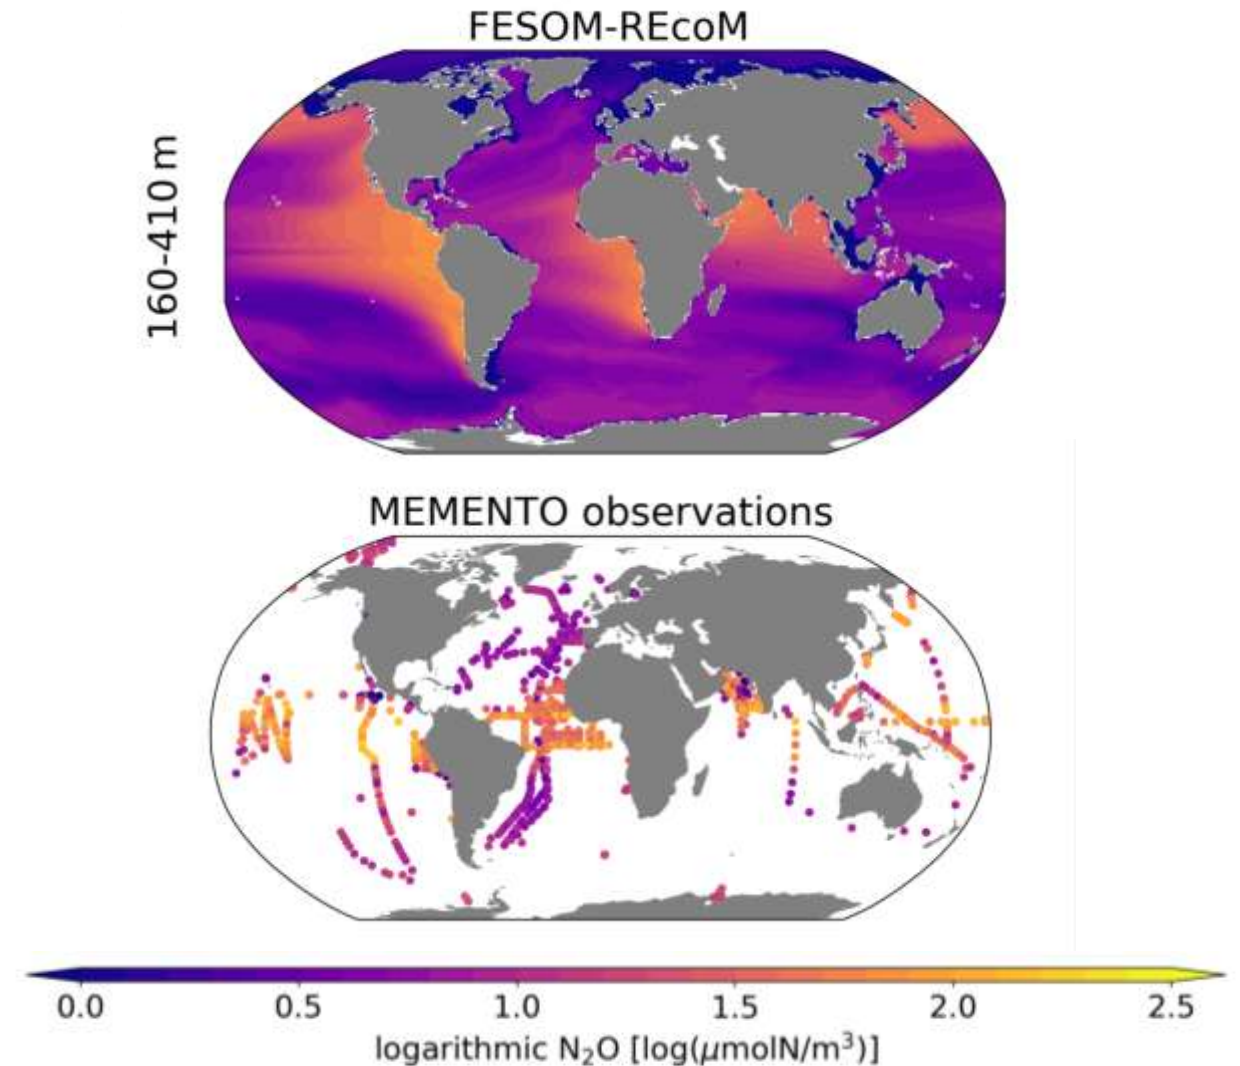 FESOM-REcoM
160-410 m
MEMENTO observations
0.0 0.5 1.0 1.5 2.0 2.5
logarithmic N₂O [log(μmolN/m³)]